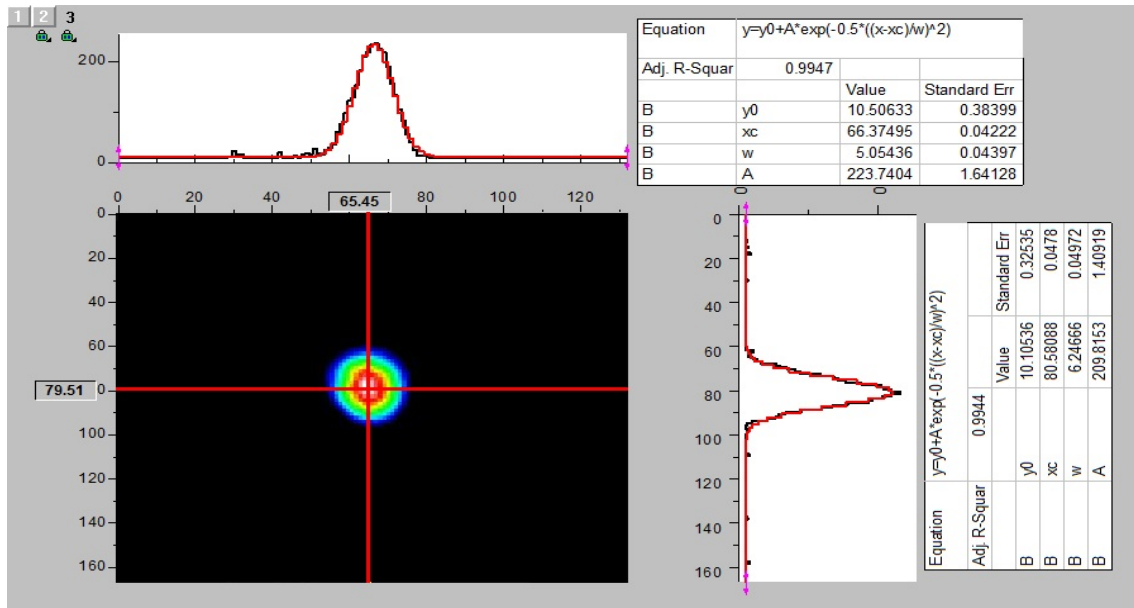 1 2 3
200
0
0 20 40 60 80 100 120
65.45
0
20
40
60
79.51
0
100
120
140
160
Equation y=y0+A*exp(-0.5*((x-xc)/w)^2)
Adj. R-Squar 0.9947
Value Standard Err
B y0 10.50633 0.38399
B xc 66.37495 0.04222
B w 5.05436 0.04397
B A 223.7404 1.64128
0 0
0
20
40
60
80
100
120
140
160
Equation y=y0+A*exp(-0.5*((x-xc)/w)^2)
Adj. R-Squar 0.9944
Value Standard Err
B y0 10.10536 0.32535
B xc 80.58088 0.0478
B w 6.24666 0.04972
B A 209.8153 1.40919